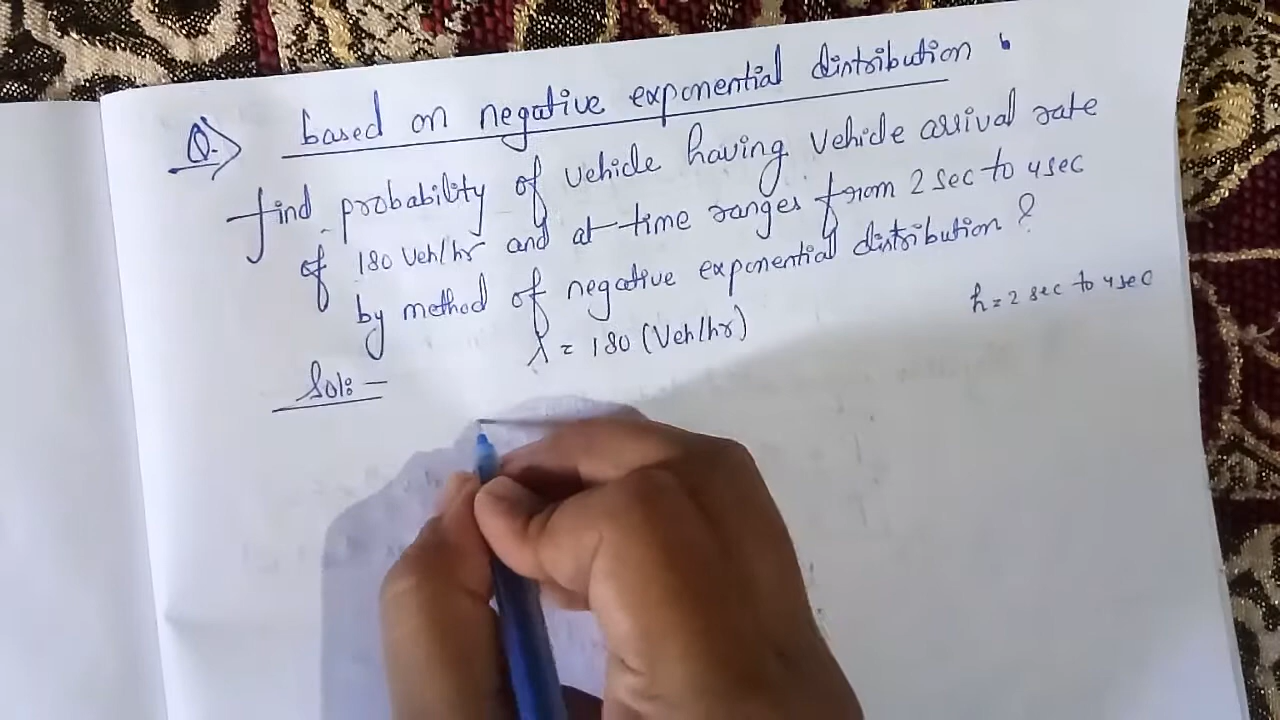 Q.> based on negative exponential distribution
find probability of vehicle having vehicle arrival rate
of 180 Veh/hr and at time ranges from 2 sec to 4 sec
by method of negative exponential distribution ?
Sol: - λ = 180 (Veh/hr) h = 2 sec to 4 sec